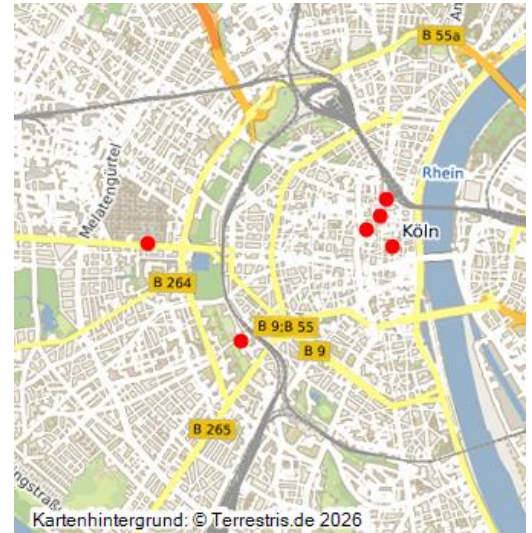 B 55a
Rhein
Melatengürtel
Köln
B 264
B 9;B 55
B 9
B 265
Kartenhintergrund: © Terrestris.de 2026